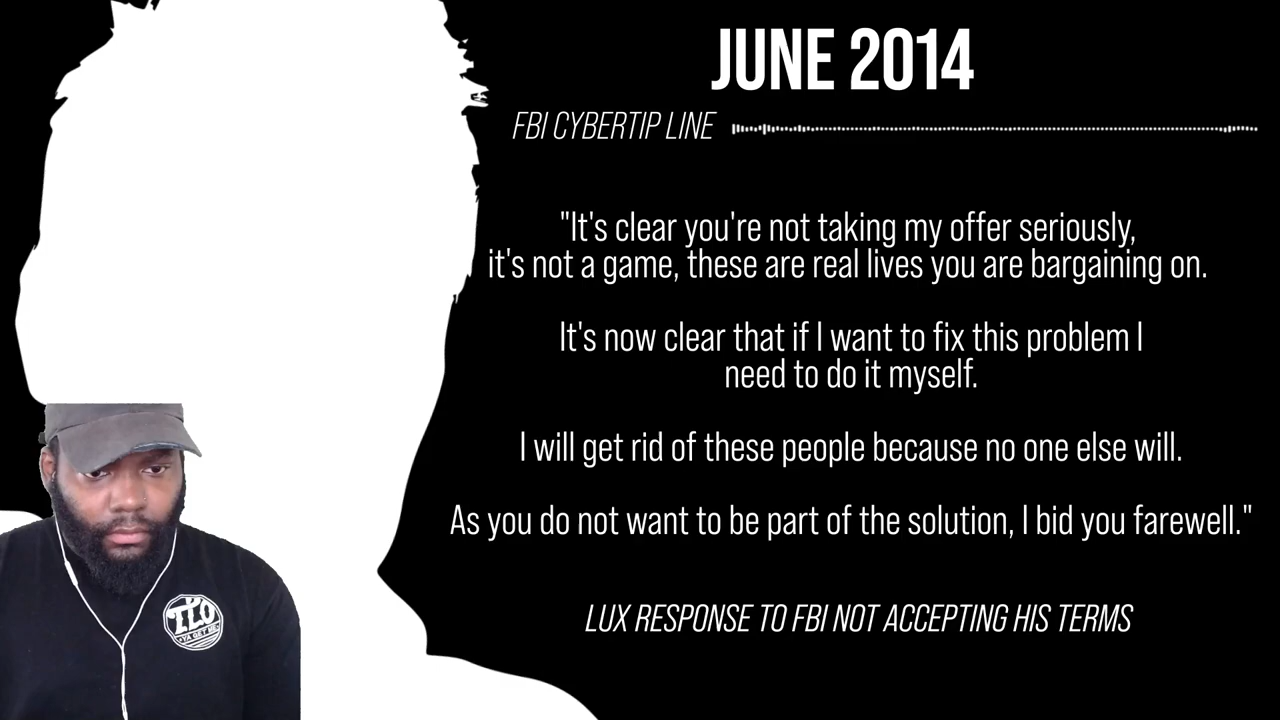 JUNE 2014
FBI CYBERTIP LINE
"It's clear you're not taking my offer seriously,
it's not a game, these are real lives you are bargaining on.
It's now clear that if I want to fix this problem I
need to do it myself.
I will get rid of these people because no one else will.
As you do not want to be part of the solution, I bid you farewell."
LUX RESPONSE TO FBI NOT ACCEPTING HIS TERMS
TLO